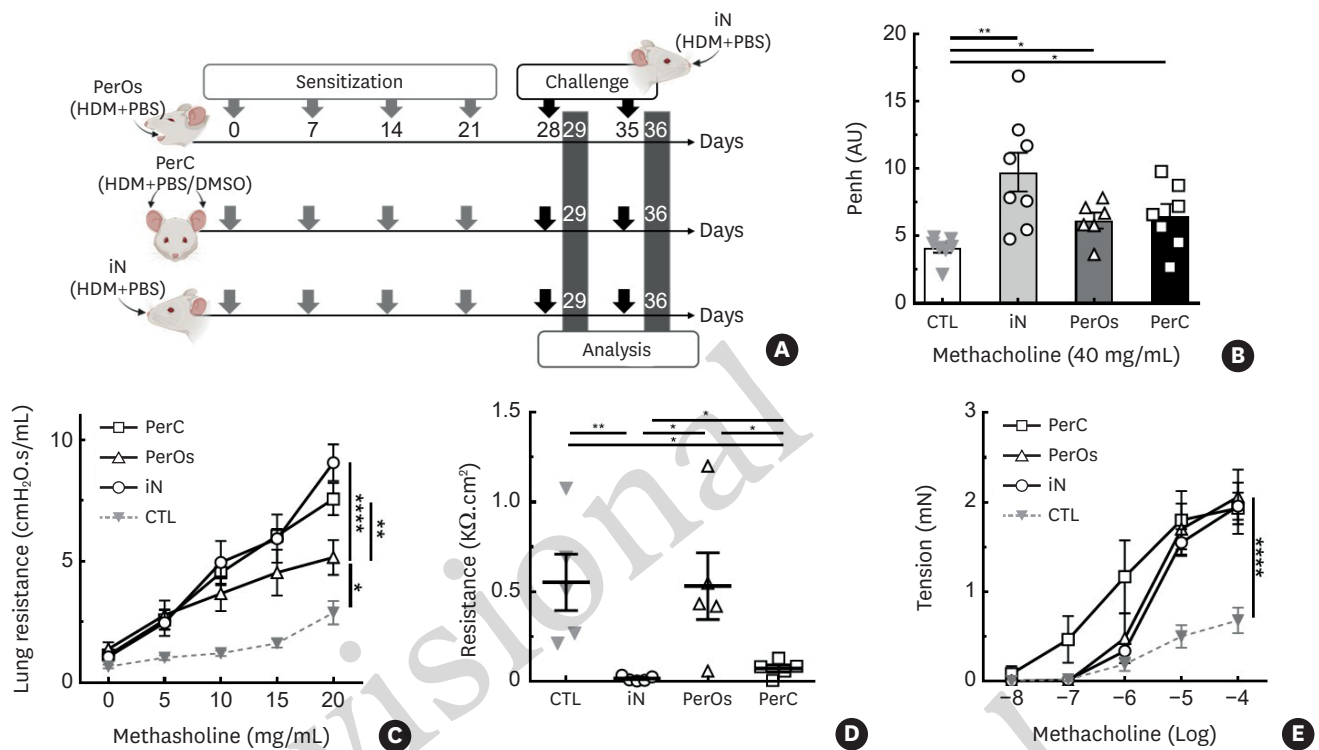 iN
(HDM+PBS)
Sensitization
Challenge
PerOs
(HDM+PBS)
0 7 14 21 28 29 35 36
Days
PerC
(HDM+PBS/DMSO)
29 36
Days
iN
(HDM+PBS)
29 36
Days
Analysis
A
Penh (AU)
20
15
10
5
0
**
*
*
CTL iN PerOs PerC
Methacholine (40 mg/mL)
B
Lung resistance (cmH₂O.s/mL)
10
5
0
PerC
PerOs
iN
CTL
****
**
*
0 5 10 15 20
Methasholine (mg/mL)
C
Resistance (KΩ.cm²)
1.5
1.0
0.5
0
*
** * *
*
CTL iN PerOs PerC
D
Tension (mN)
3
2
1
0
PerC
PerOs
iN
CTL
****
−8 −7 −6 −5 −4
Methacholine (Log)
E
visional